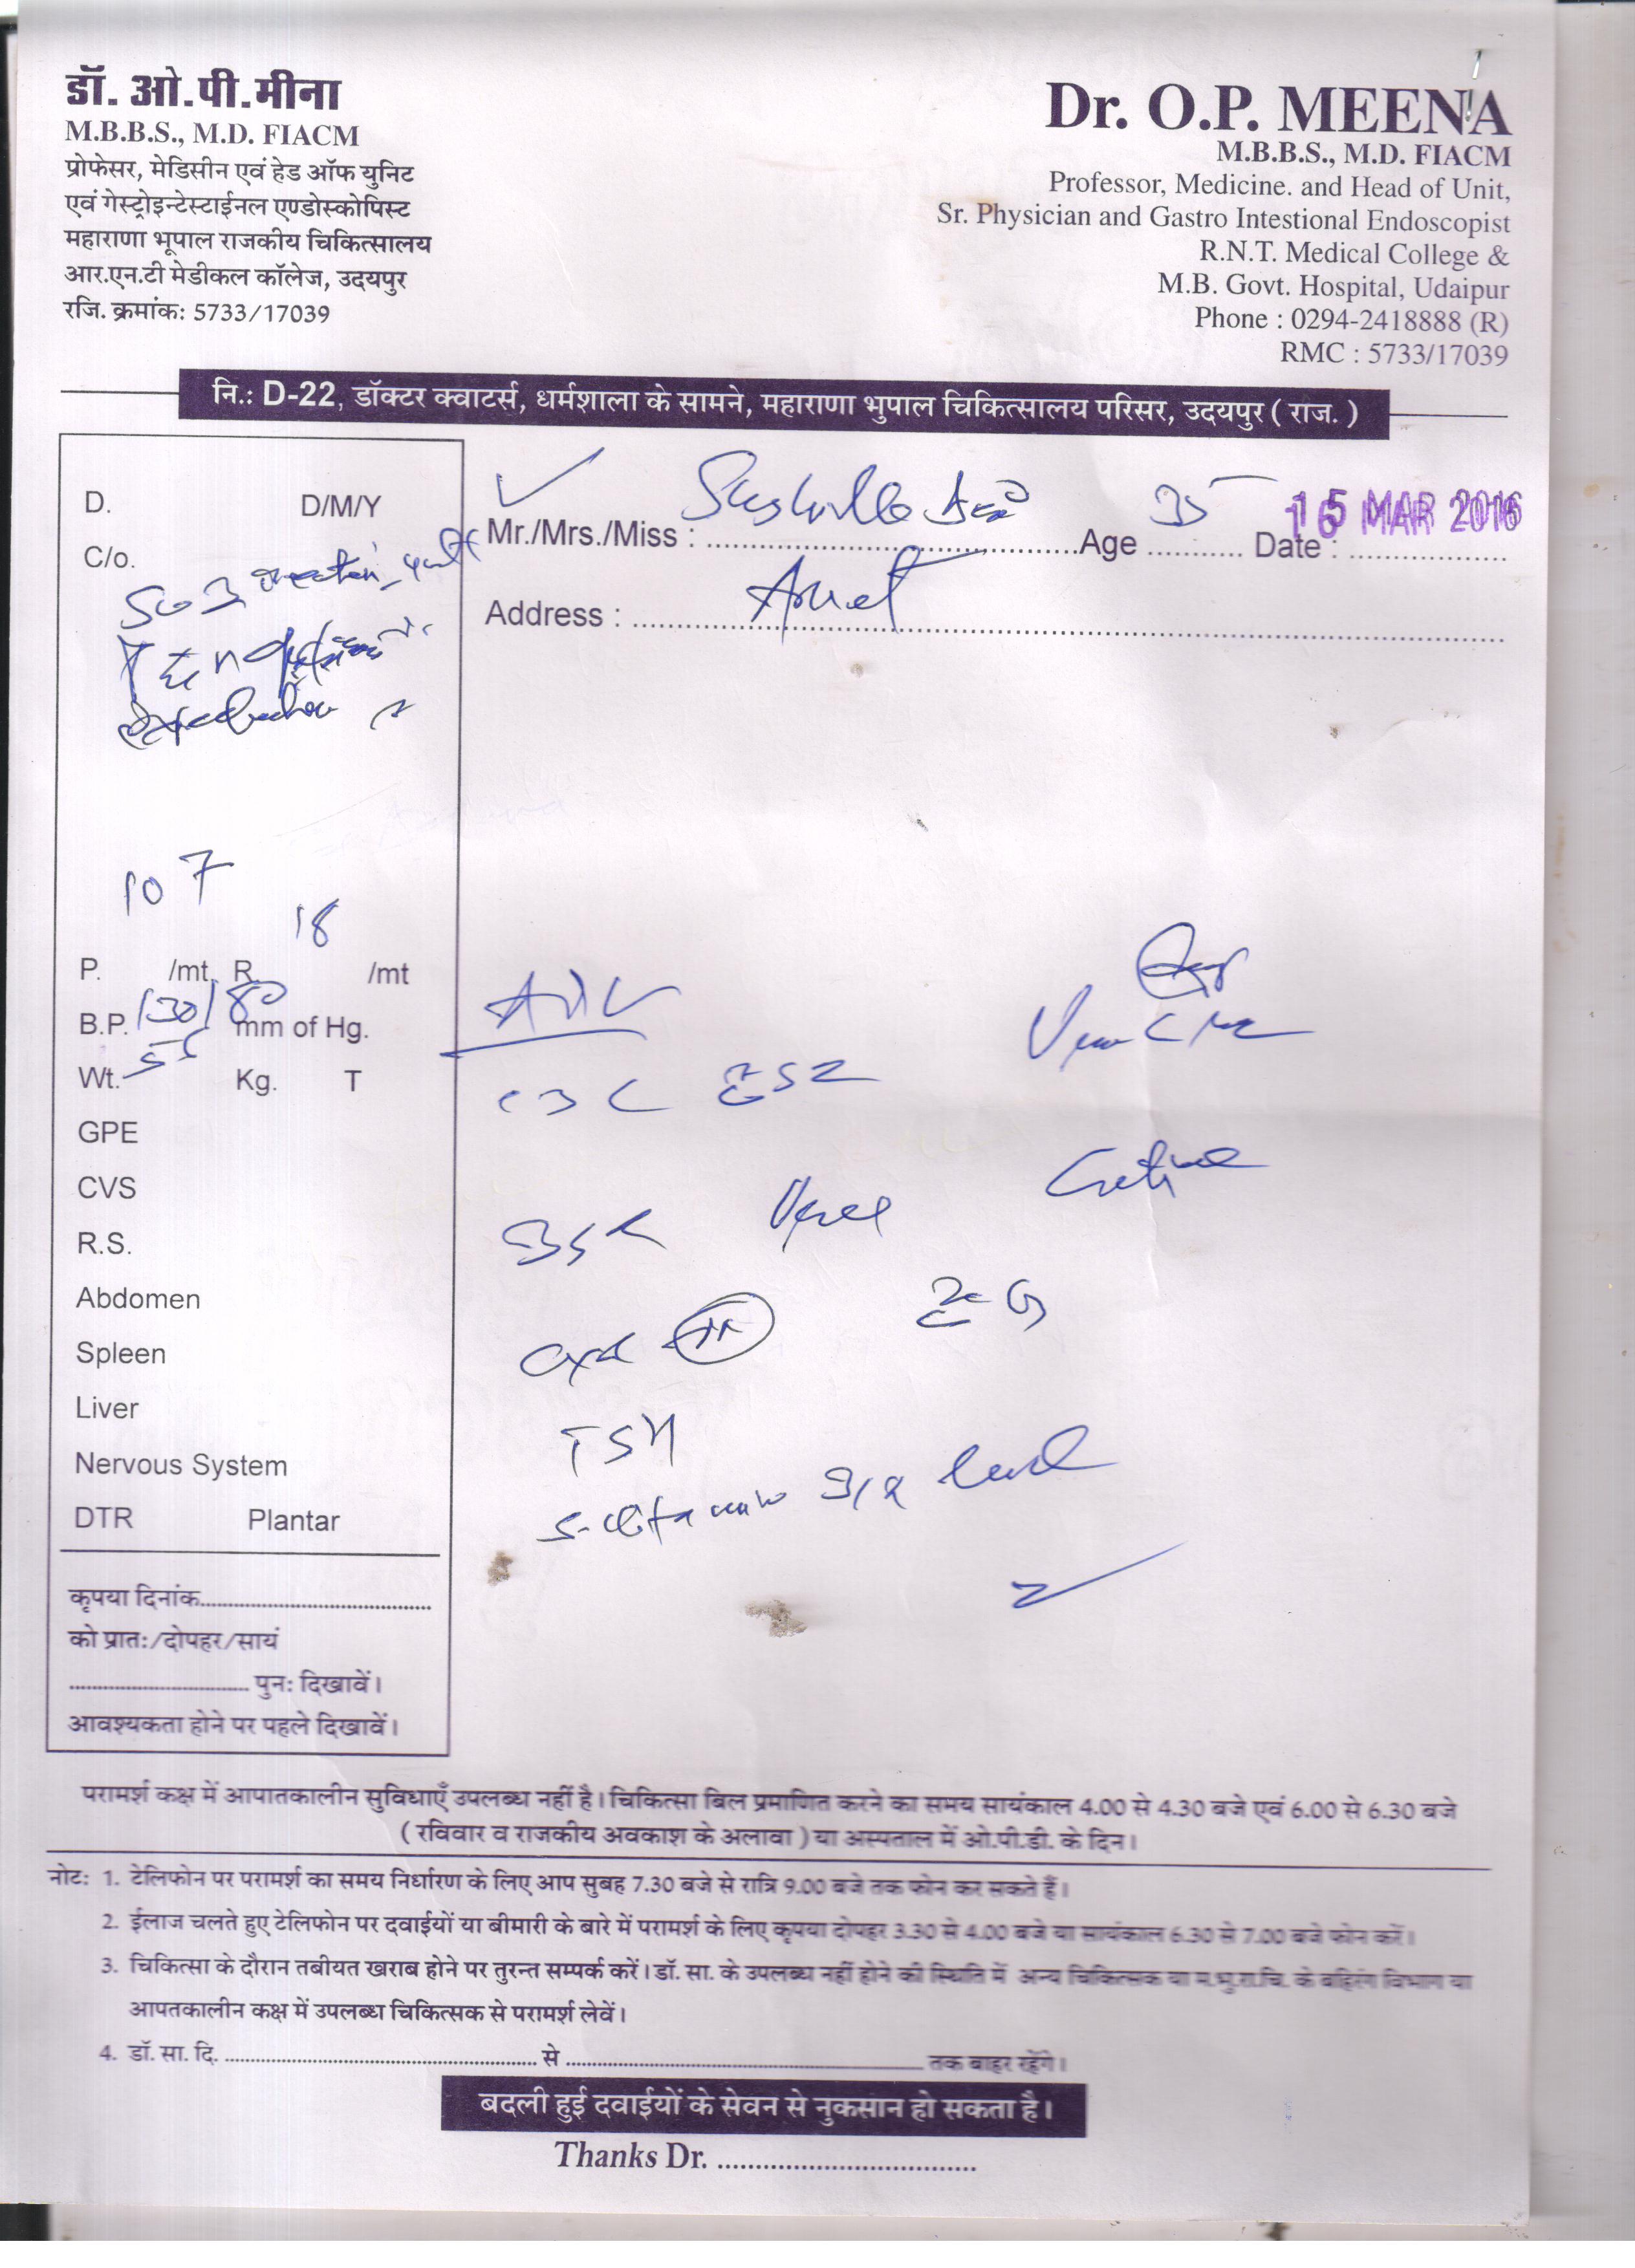 डॉ. ओ.पी.मीना
M.B.B.S., M.D. FIACM
प्रोफेसर, मेडिसीन एवं हेड ऑफ युनिट
एवं गेस्ट्रोइन्टेस्टाईनल एण्डोस्कोपिस्ट
महाराणा भूपाल राजकीय चिकित्सालय
आर.एन.टी मेडीकल कॉलेज, उदयपुर
रजि. क्रमांक: 5733/17039
Dr. O.P. MEENA
M.B.B.S., M.D. FIACM
Professor, Medicine. and Head of Unit,
Sr. Physician and Gastro Intestional Endoscopist
R.N.T. Medical College &
M.B. Govt. Hospital, Udaipur
Phone : 0294-2418888 (R)
RMC : 5733/17039
नि.: D-22, डॉक्टर क्वाटर्स, धर्मशाला के सामने, महाराणा भुपाल चिकित्सालय परिसर, उदयपुर ( राज. )
Mr./Mrs./Miss : Age 35 Date : MAR 2016
Address : Amet
D. D/M/Y
C/o.
107
18
P. /mt, R /mt
B.P. 130/80 mm of Hg.
Wt. 55 Kg. T
GPE
CVS
R.S.
Abdomen
Spleen
Liver
Nervous System
DTR Plantar
कृपया दिनांक
को प्रातः/दोपहर/सायं
पुनः दिखावें।
आवश्यकता होने पर पहले दिखावें।
ADV
CBC ESR
TSH
level
परामर्श कक्ष में आपातकालीन सुविधाएँ उपलब्ध नहीं है। चिकित्सा बिल प्रमाणित करने का समय सायंकाल 4.00 से 4.30 बजे एवं 6.00 से 6.30 बजे
( रविवार व राजकीय अवकाश के अलावा ) या अस्पताल में ओ.पी.डी. के दिन।
नोट: 1. टेलिफोन पर परामर्श का समय निर्धारण के लिए आप सुबह 7.30 बजे से रात्रि 9.00 बजे तक फोन कर सकते हैं।
2. ईलाज चलते हुए टेलिफोन पर दवाईयों या बीमारी के बारे में परामर्श के लिए कृपया दोपहर 3.30 से 4.00 बजे या सायंकाल 6.30 से 7.00 बजे फोन करें।
3. चिकित्सा के दौरान तबीयत खराब होने पर तुरन्त सम्पर्क करें। डॉ. सा. के उपलब्ध नहीं होने की स्थिति में अन्य चिकित्सक या म.भु.रा.चि. के बहिरंग विभाग या
आपतकालीन कक्ष में उपलब्ध चिकित्सक से परामर्श लेवें।
4. डॉ. सा. दि. से तक बाहर रहेंगे।
बदली हुई दवाईयों के सेवन से नुकसान हो सकता है।
Thanks Dr.